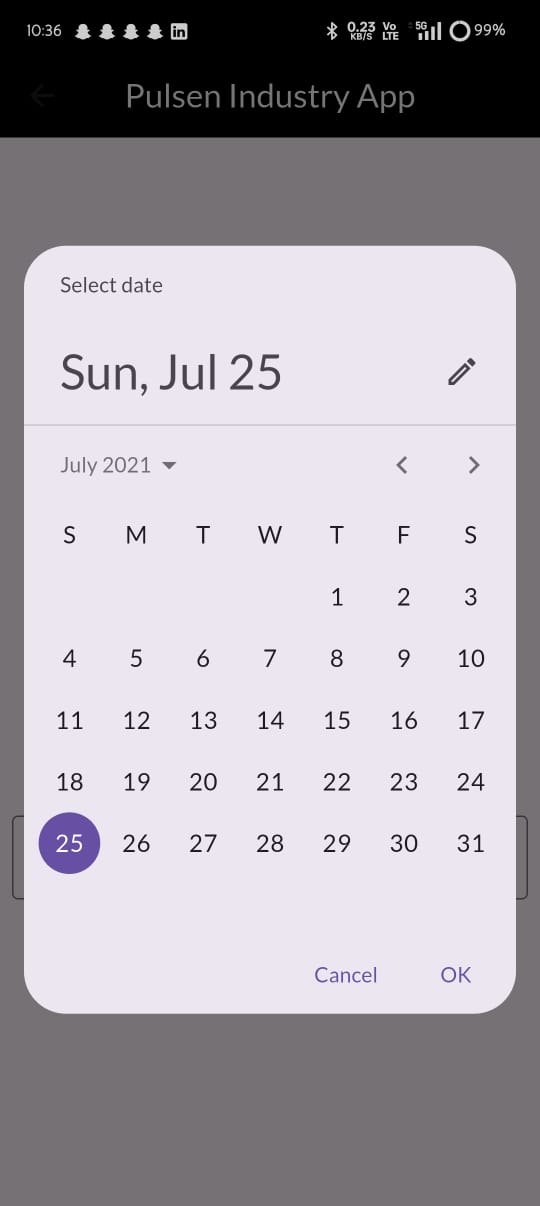 10:36 in 0.23 KB/S Vo LTE 5G 99%
Pulsen Industry App
Select date
Sun, Jul 25
July 2021
S M T W T F S
1 2 3
4 5 6 7 8 9 10
11 12 13 14 15 16 17
18 19 20 21 22 23 24
25 26 27 28 29 30 31
Cancel OK